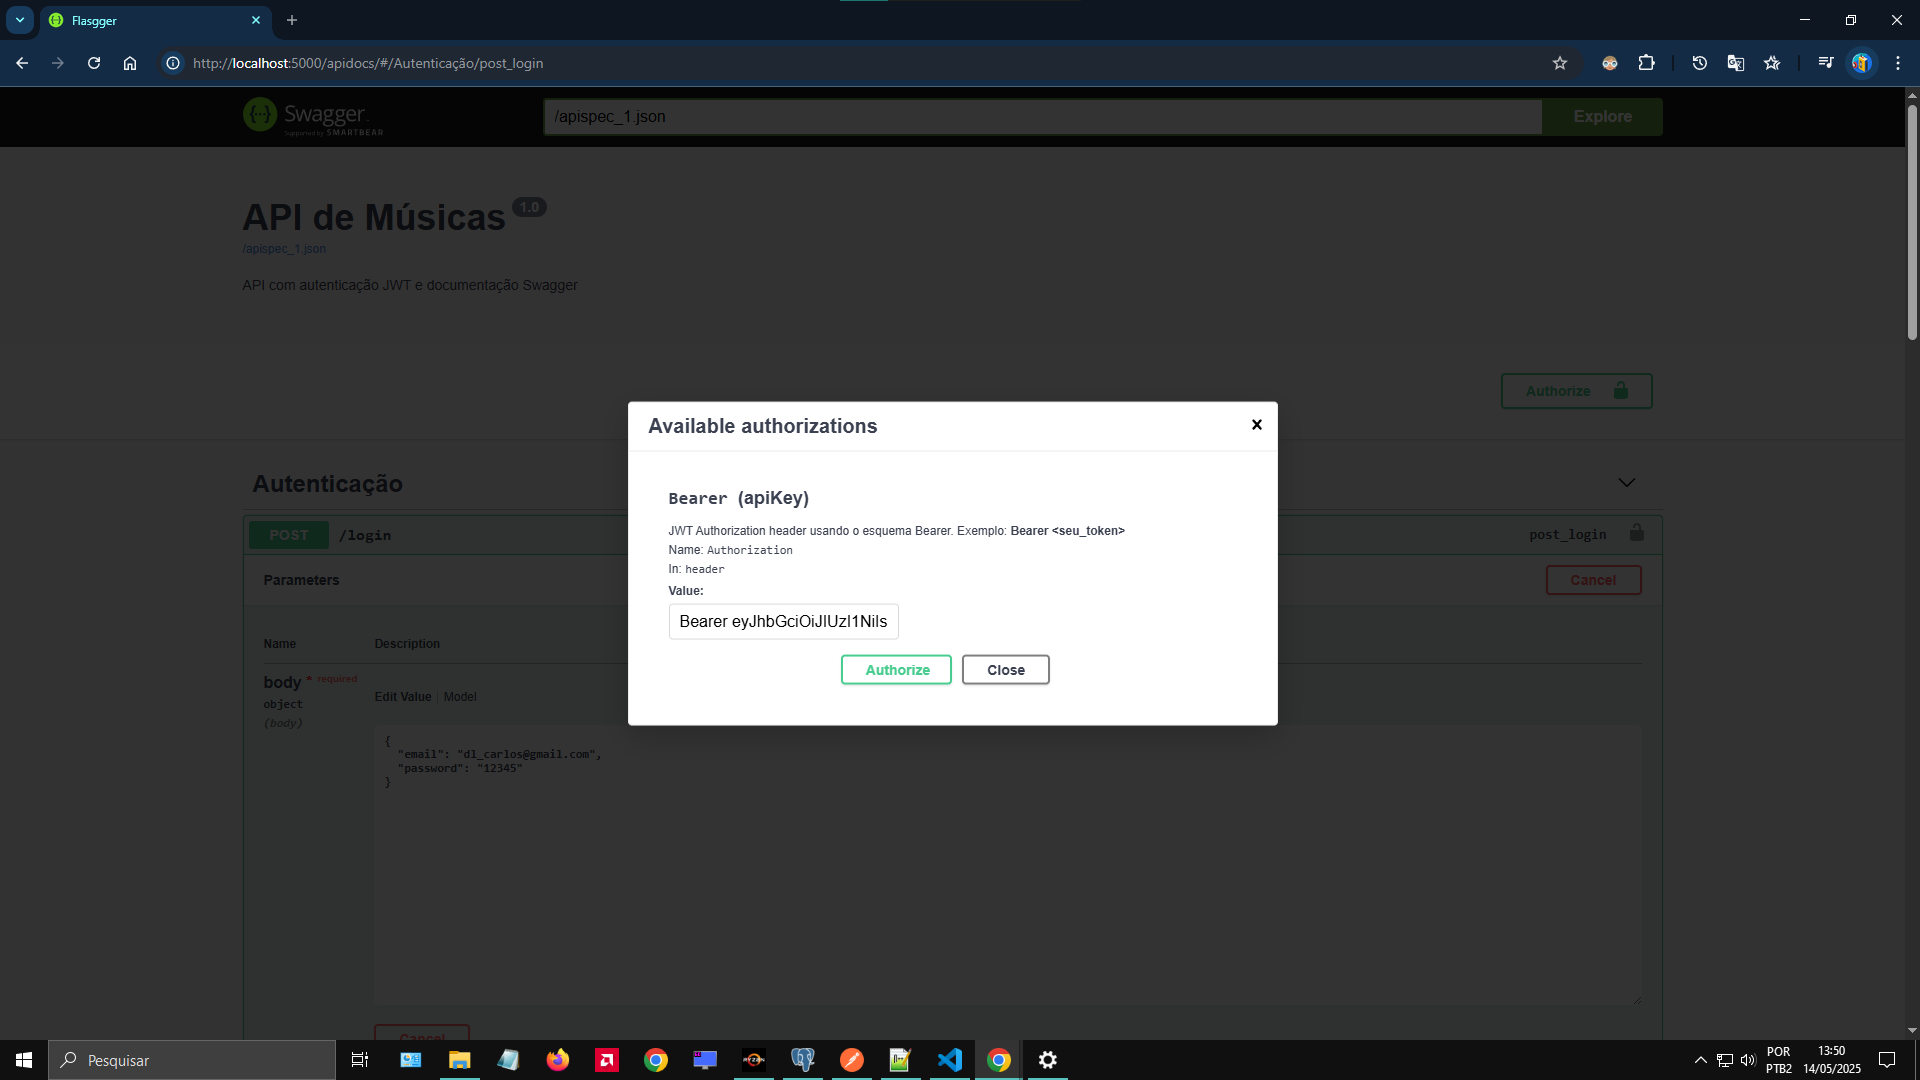 Flasgger
http://localhost:5000/apidocs/#/Autenticação/post_login
Swagger
Supported by SMARTBEAR
/apispec_1.json
Explore
API de Músicas 1.0
/apispec_1.json
API com autenticação JWT e documentação Swagger
Authorize
Available authorizations
Autenticação
Bearer (apiKey)
JWT Authorization header usando o esquema Bearer. Exemplo: Bearer <seu_token>
Name: Authorization
In: header
Value:
Bearer eyJhbGciOiJIUzI1NiIs
Authorize
Close
POST /login
post_login
Parameters
Cancel
Name
Description
body * required
object
(body)
Edit Value
Model
{
"email": "dl_carlos@gmail.com",
"password": "12345"
}
Cancel
Pesquisar
RYZEN
POR
PTB2
13:50
14/05/2025